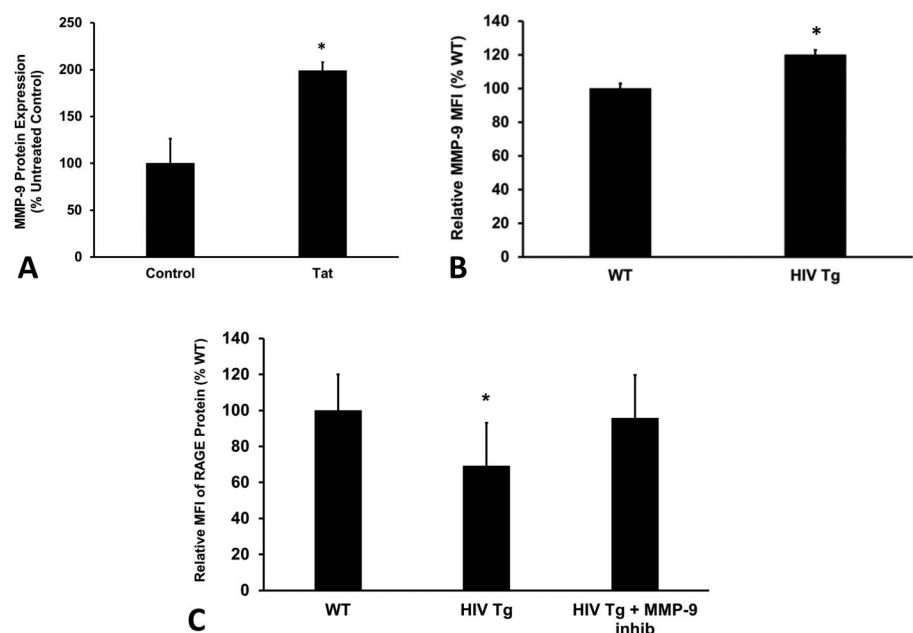 MMP-9 Protein Expression
(% Untreated Control)
250
200
150
100
50
0
*
Control
Tat
A
Relative MMP-9 MFI (% WT)
140
120
100
80
60
40
20
0
*
WT
HIV Tg
B
Relative MFI of RAGE Protein (% WT)
140
120
100
80
60
40
20
0
*
WT
HIV Tg
HIV Tg + MMP-9
inhib
C